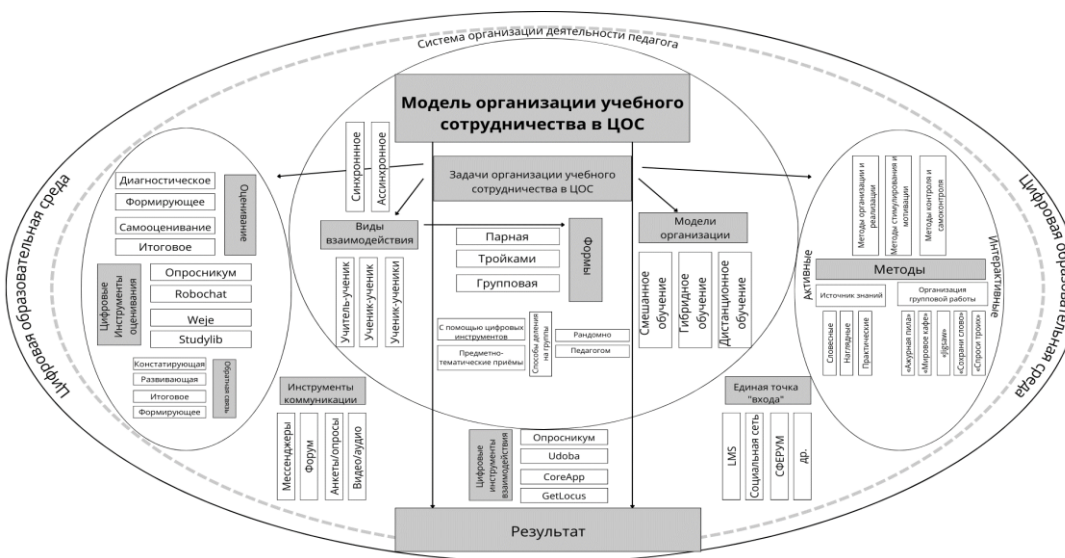 Система организации деятельности педагога
Цифровая образовательная среда
Цифровая образовательная среда
Модель организации учебного
сотрудничества в ЦОС
Задачи организации учебного
сотрудничества в ЦОС
Диагностическое
Формирующее
Самооценивание
Итоговое
Оценивание
Цифровые
Инструменты
оценивания
Опросникум
Robochat
Weje
Studylib
Констатирующая
Развивающая
Итоговое
Формирующее
Обратная связь
Синхроннное
Ассинхронное
Виды
взаимодействия
Учитель-ученик
Ученик-ученик
Ученик-ученики
Парная
Тройками
Групповая
Формы
С помощью цифровых
инструментов
Предметно-
тематические приёмы
Способы деления
на группы
Рандомно
Педагогом
Модели
организации
Смешанное
обучение
Гибридное
обучение
Дистанционное
обучение
Методы организации и
реализации
Методы стимулирования и
мотивации
Методы контроля и
самоконтроля
Активные
Интерактивные
Методы
Источник знаний
Организация
групповой работы
Словесные
Наглядные
Практические
«Ажурная пила»
«Мировое кафе»
«Jigsaw»
«Сохрани слово»
«Спроси троих»
Инструменты
коммуникации
Мессенджеры
Форум
Анкеты/опросы
Видео/аудио
Цифровые
инструменты
взаимодействия
Опросникум
Udoba
CoreApp
GetLocus
Единая точка
"входа"
LMS
Социальная сеть
СФЕРУМ
др.
Результат